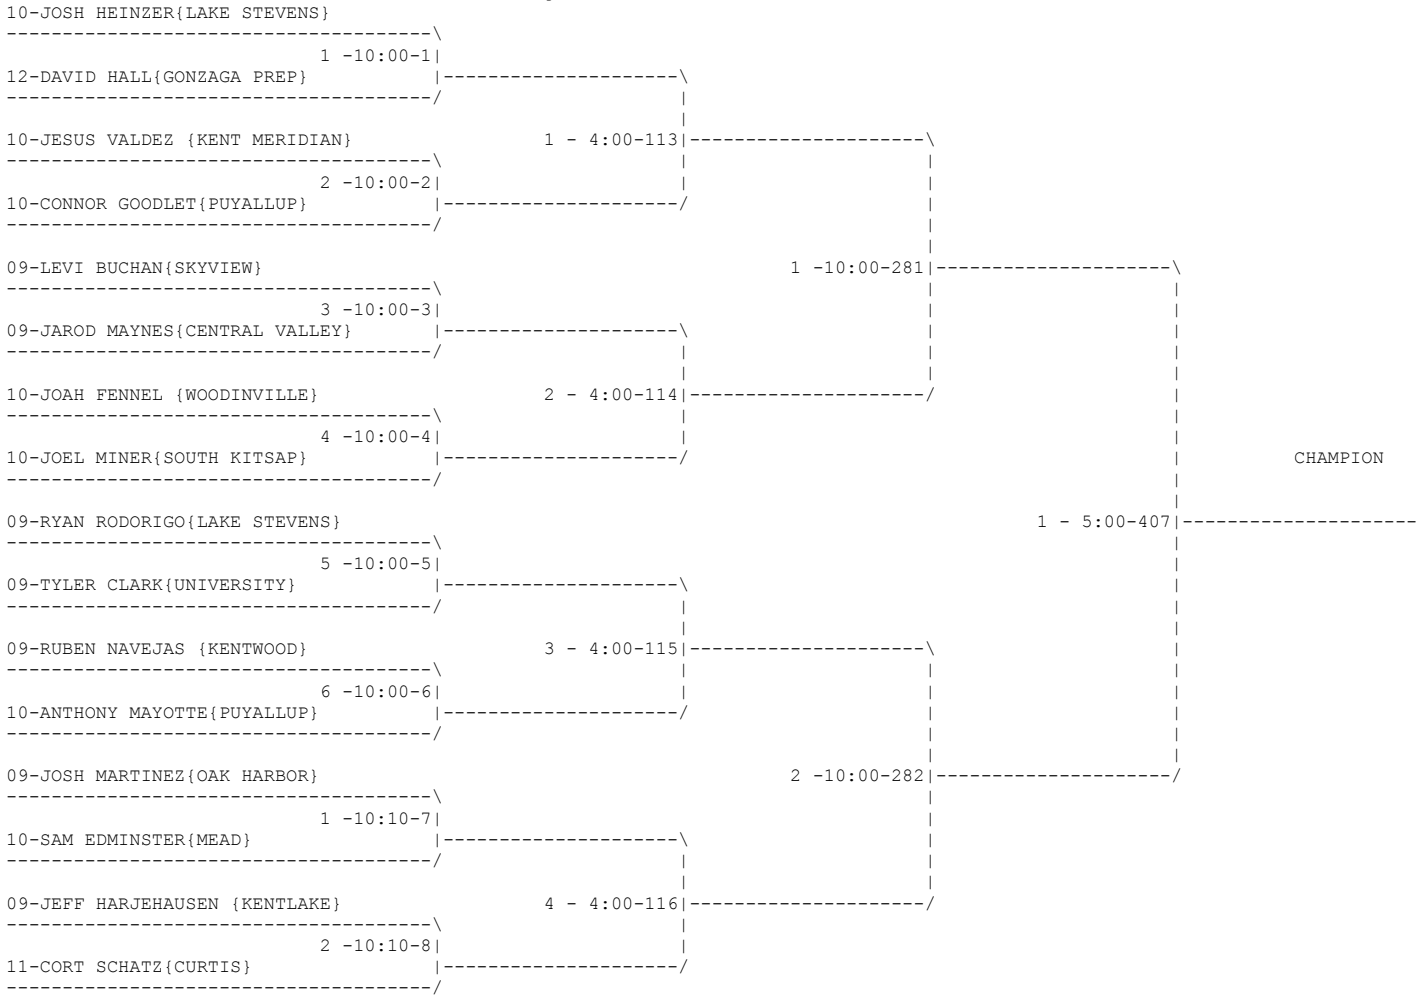 10-JOSH HEINZER{LAKE STEVENS}
1 -10:00-1
12-DAVID HALL{GONZAGA PREP}
10-JESUS VALDEZ {KENT MERIDIAN} 1 - 4:00-113
2 -10:00-2
10-CONNOR GOODLET{PUYALLUP}
09-LEVI BUCHAN{SKYVIEW} 1 -10:00-281
3 -10:00-3
09-JAROD MAYNES{CENTRAL VALLEY}
10-JOAH FENNEL {WOODINVILLE} 2 - 4:00-114
4 -10:00-4
10-JOEL MINER{SOUTH KITSAP} CHAMPION
09-RYAN RODORIGO{LAKE STEVENS} 1 - 5:00-407
5 -10:00-5
09-TYLER CLARK{UNIVERSITY}
09-RUBEN NAVEJAS {KENTWOOD} 3 - 4:00-115
6 -10:00-6
10-ANTHONY MAYOTTE{PUYALLUP}
09-JOSH MARTINEZ{OAK HARBOR} 2 -10:00-282
1 -10:10-7
10-SAM EDMINSTER{MEAD}
09-JEFF HARJEHAUSEN {KENTLAKE} 4 - 4:00-116
2 -10:10-8
11-CORT SCHATZ{CURTIS}